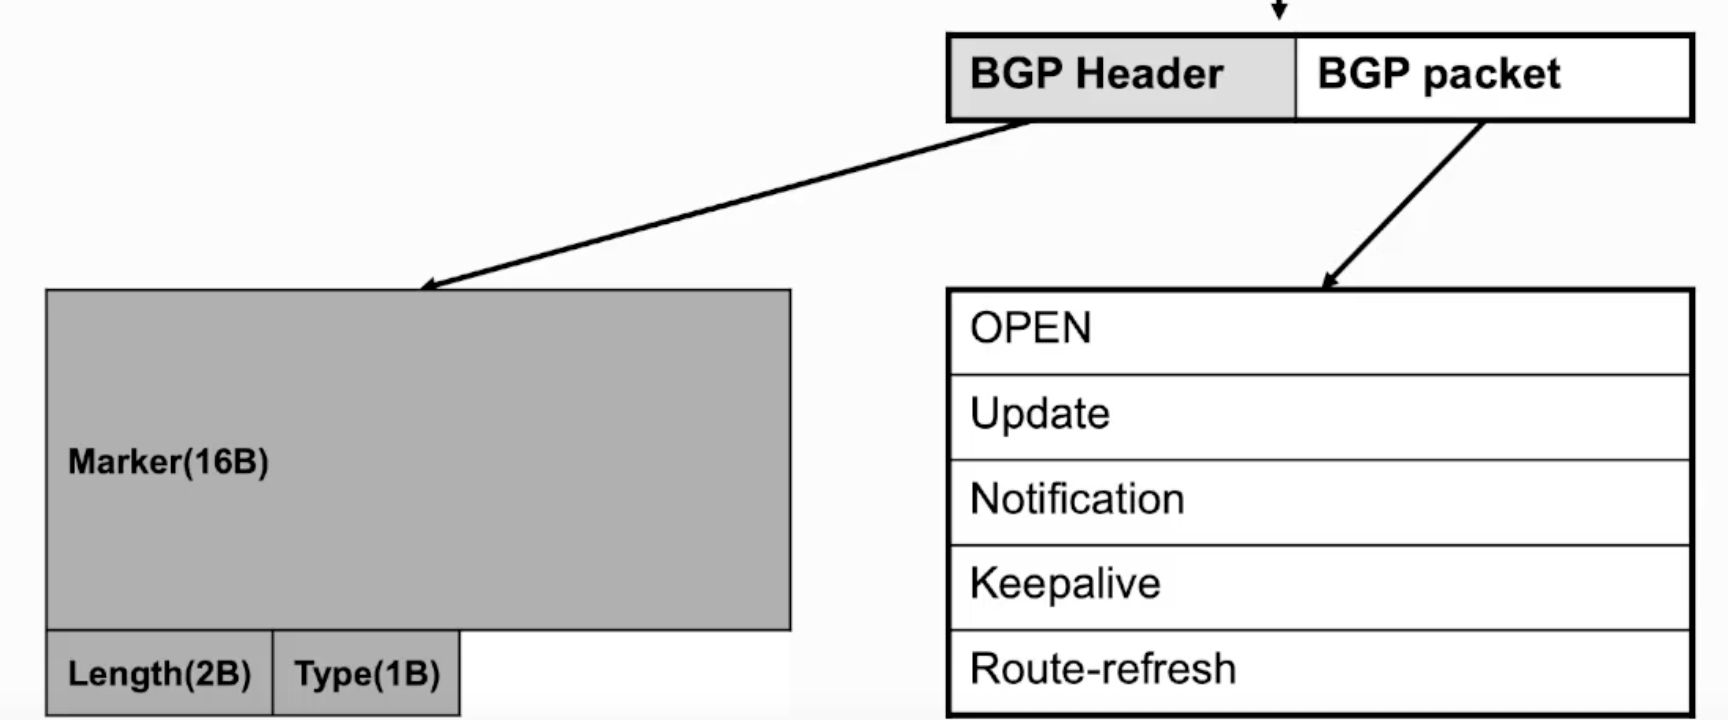 BGP Header
BGP packet
Marker(16B)
Length(2B)
Type(1B)
OPEN
Update
Notification
Keepalive
Route-refresh